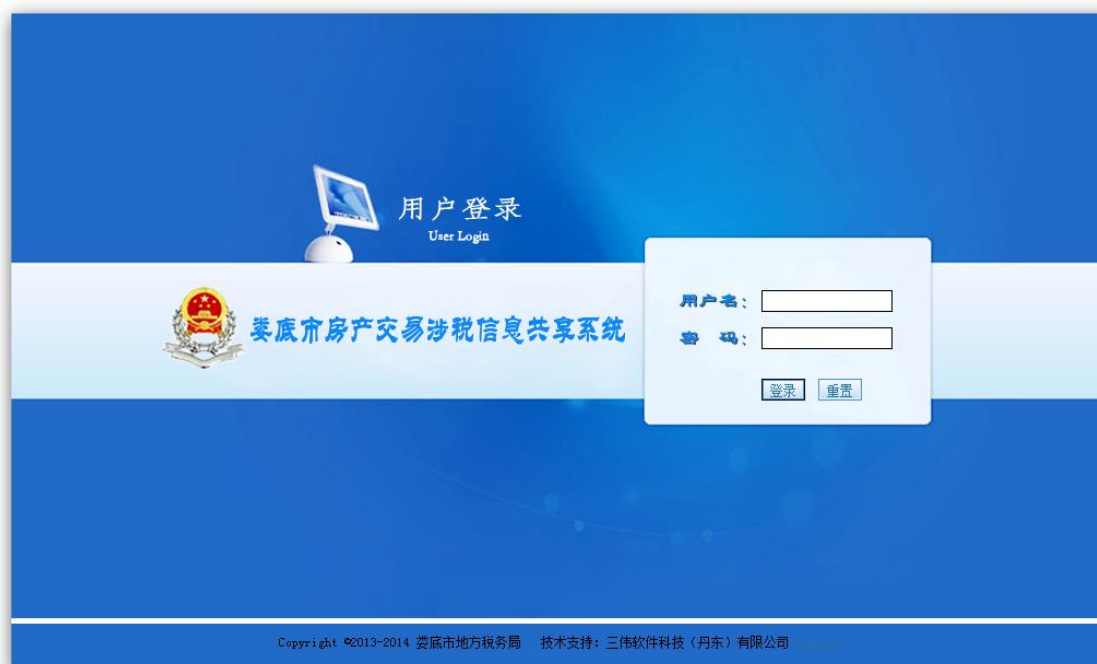 用户登录
User Login
娄底市房产交易涉税信息共享系统
用户名：
密 码：
登录 重置
Copyright ©2013-2014 娄底市地方税务局 技术支持：三伟软件科技（丹东）有限公司